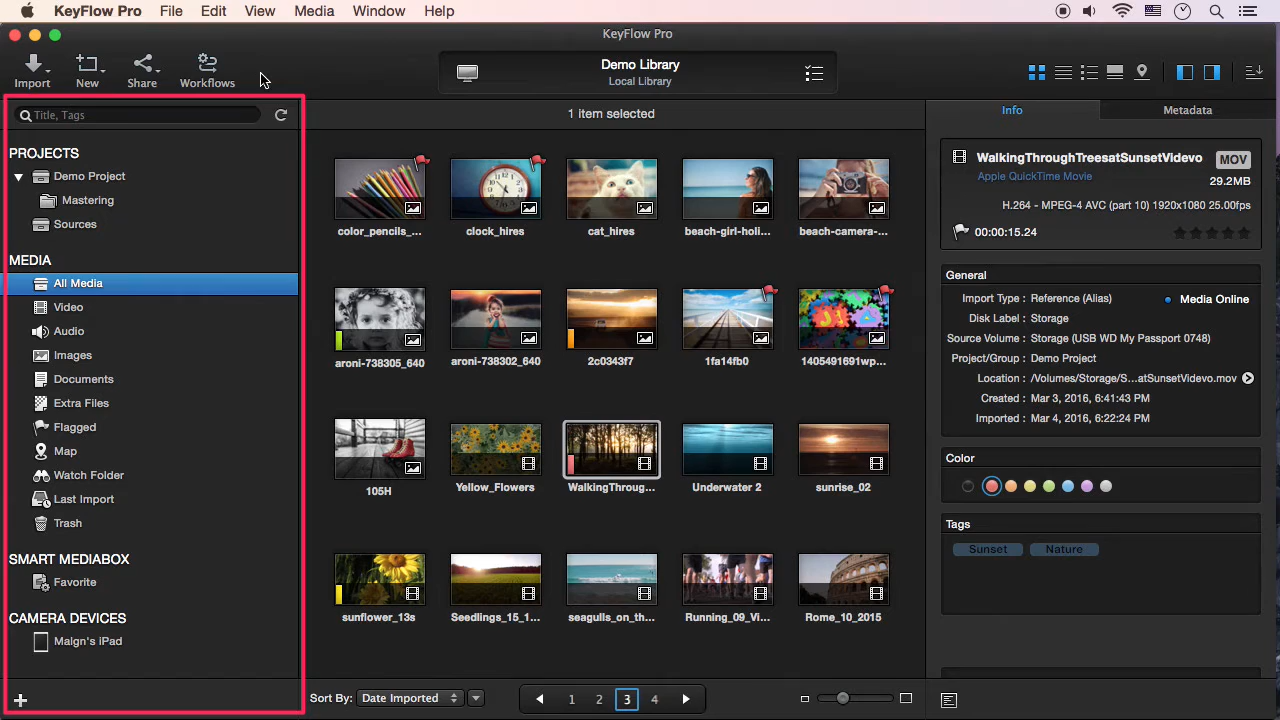 KeyFlow Pro File Edit View Media Window Help
KeyFlow Pro
Import New Share Workflows
Demo Library
Local Library
Title, Tags
PROJECTS
Demo Project
Mastering
Sources
MEDIA
All Media
Video
Audio
Images
Documents
Extra Files
Flagged
Map
Watch Folder
Last Import
Trash
SMART MEDIABOX
Favorite
CAMERA DEVICES
Malgn's iPad
1 item selected
color_pencils_... clock_hires cat_hires beach-girl-holi... beach-camera-...
aroni-738305_640 aroni-738302_640 2c0343f7 1fa14fb0 1405491691wp...
105H Yellow_Flowers WalkingThroug... Underwater 2 sunrise_02
sunflower_13s Seedlings_15_1... seagulls_on_th... Running_09_Vi... Rome_10_2015
Sort By: Date Imported 1 2 3 4
Info Metadata
WalkingThroughTreesatSunsetVidevo MOV
Apple QuickTime Movie 29.2MB
H.264 - MPEG-4 AVC (part 10) 1920x1080 25.00fps
00:00:15.24
General
Import Type : Reference (Alias) Media Online
Disk Label : Storage
Source Volume : Storage (USB WD My Passport 0748)
Project/Group : Demo Project
Location : /Volumes/Storage/S...atSunsetVidevo.mov
Created : Mar 3, 2016, 6:41:43 PM
Imported : Mar 4, 2016, 6:22:24 PM
Color
Tags
Sunset Nature